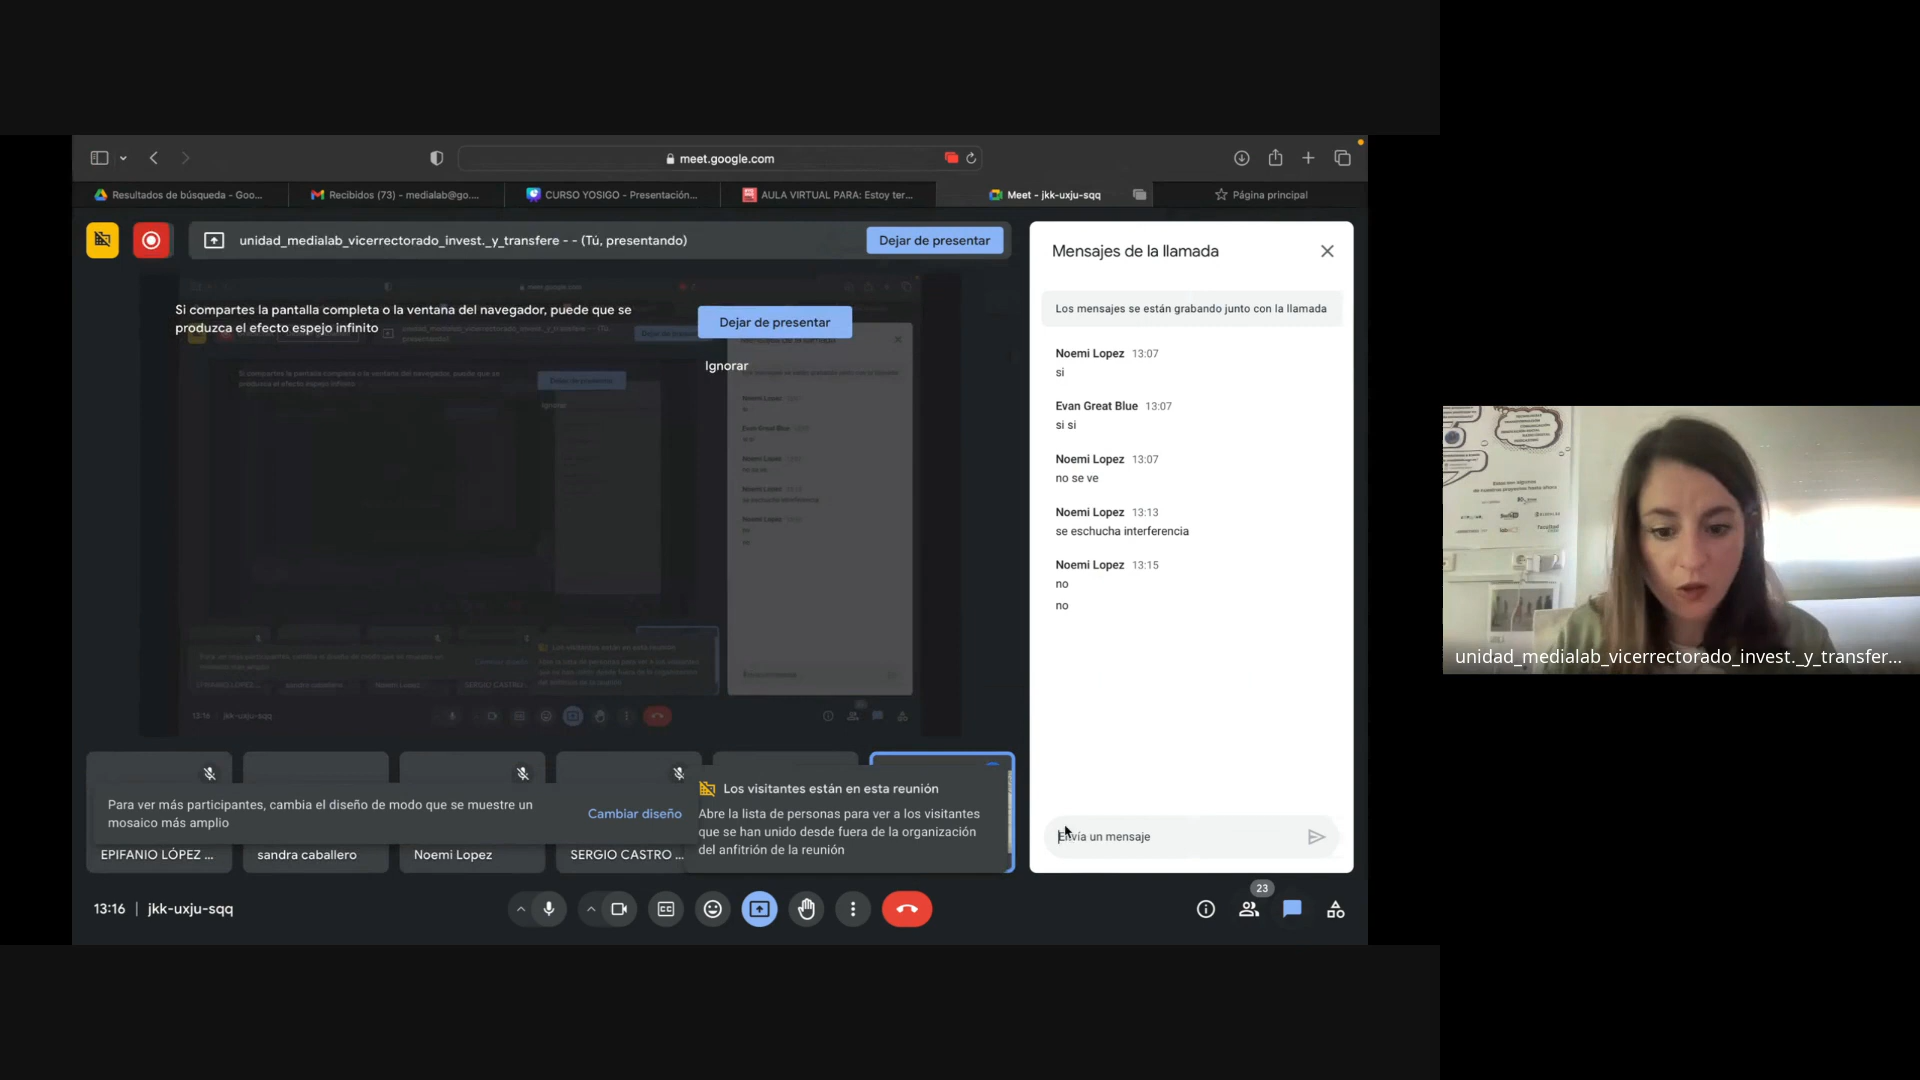 meet.google.com
Resultados de búsqueda - Goo...
Recibidos (73) - medialab@go....
CURSO YOSIGO - Presentación...
AULA VIRTUAL PARA: Estoy ter...
Meet - jkk-uxju-sqq
Página principal
unidad_medialab_vicerrectorado_invest._y_transfere - - (Tú, presentando)
Dejar de presentar
Si compartes la pantalla completa o la ventana del navegador, puede que se
produzca el efecto espejo infinito
Dejar de presentar
Ignorar
Mensajes de la llamada
Los mensajes se están grabando junto con la llamada
Noemi Lopez 13:07
si
Evan Great Blue 13:07
si si
Noemi Lopez 13:07
no se ve
Noemi Lopez 13:13
se eschucha interferencia
Noemi Lopez 13:15
no
no
Envía un mensaje
Para ver más participantes, cambia el diseño de modo que se muestre un
mosaico más amplio
Cambiar diseño
Los visitantes están en esta reunión
Abre la lista de personas para ver a los visitantes
que se han unido desde fuera de la organización
del anfitrión de la reunión
EPIFANIO LÓPEZ ...
sandra caballero
Noemi Lopez
SERGIO CASTRO ...
13:16 | jkk-uxju-sqq
23
unidad_medialab_vicerrectorado_invest._y_transfer...